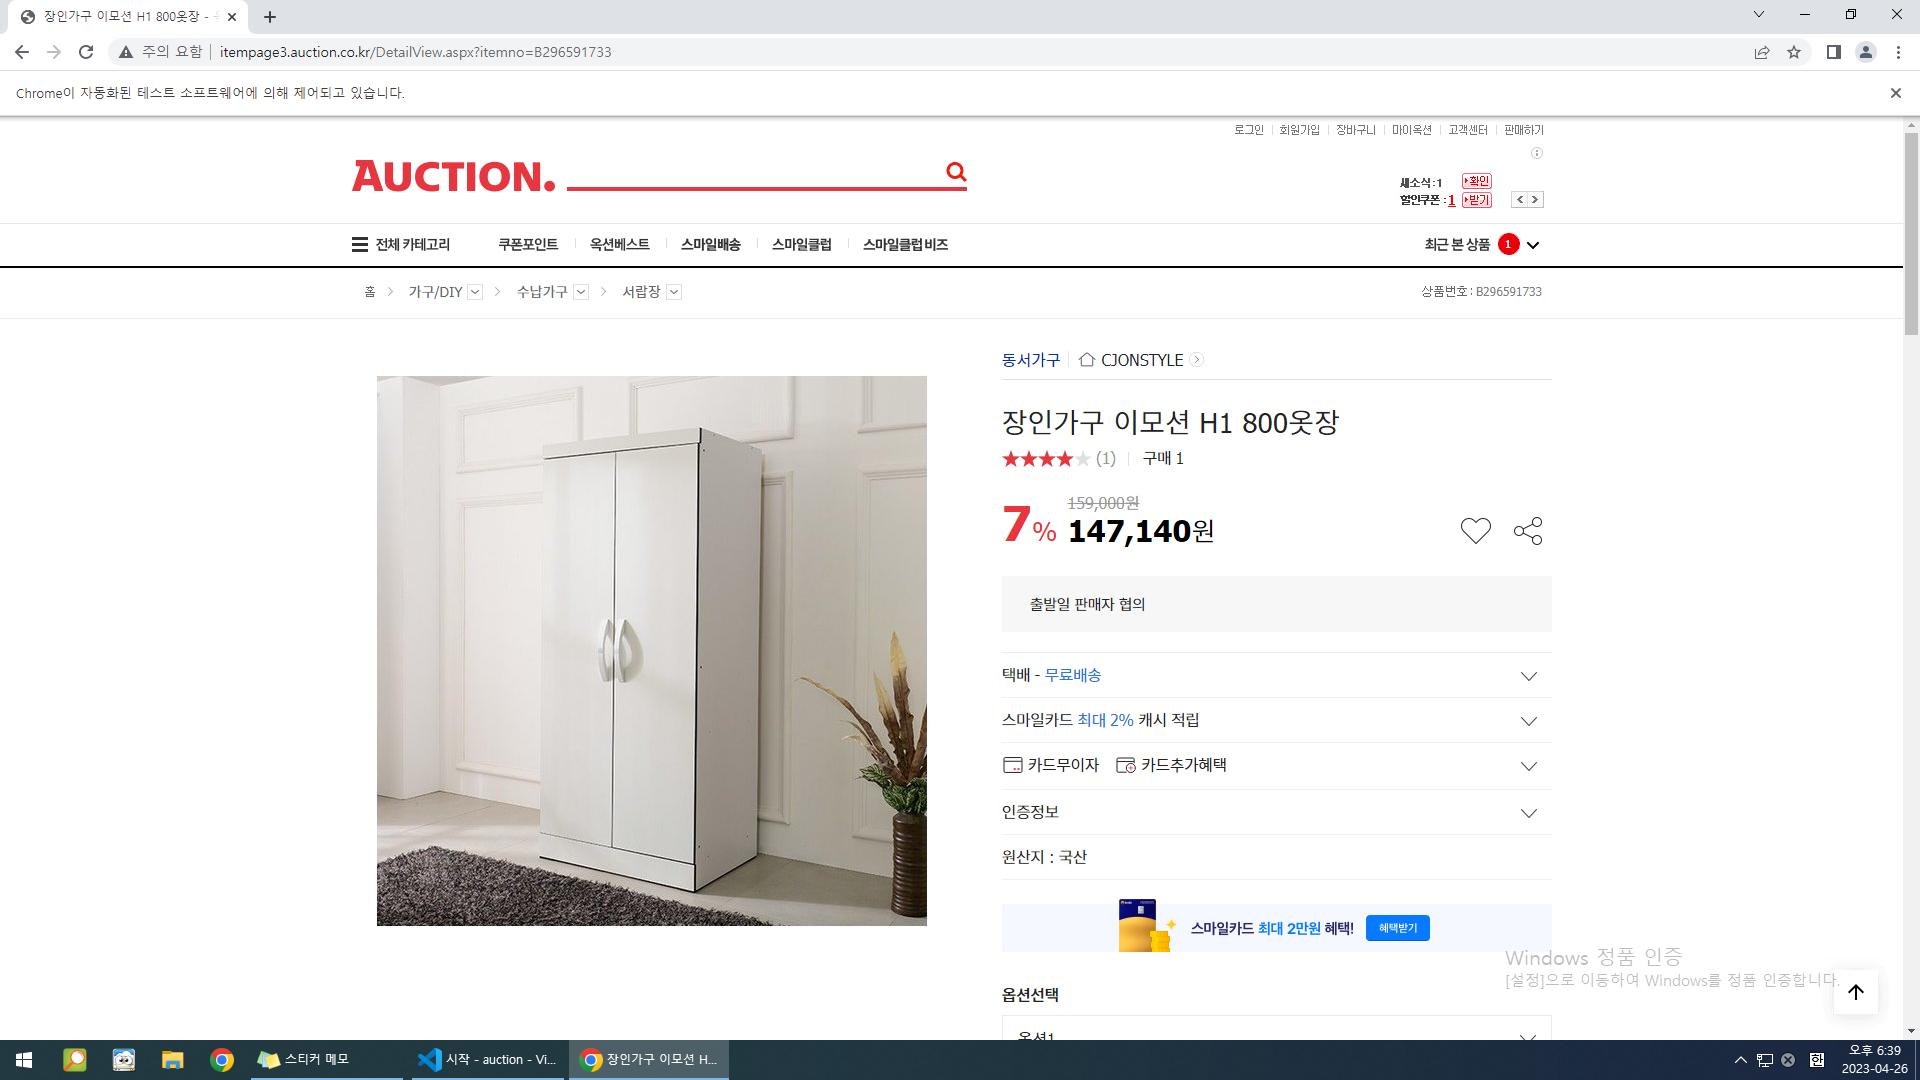 장인가구 이모션 H1 800옷장 -
주의 요함
itempage3.auction.co.kr/DetailView.aspx?itemno=B296591733
Chrome이 자동화된 테스트 소프트웨어에 의해 제어되고 있습니다.
로그인 회원가입 장바구니 마이옥션 고객센터 판매하기
AUCTION.
새소식:1 확인
할인쿠폰:1 받기
전체 카테고리 쿠폰포인트 옥션베스트 스마일배송 스마일클럽 스마일클럽 비즈 최근 본 상품 1
홈 가구/DIY 수납가구 서랍장 상품번호 : B296591733
동서가구 CJONSTYLE
장인가구 이모션 H1 800옷장
(1) 구매 1
7% 159,000원
147,140원
출발일 판매자 협의
택배 - 무료배송
스마일카드 최대 2% 캐시 적립
카드무이자 카드추가혜택
인증정보
원산지 : 국산
스마일카드 최대 2만원 혜택! 혜택받기
Windows 정품 인증
[설정]으로 이동하여 Windows를 정품 인증합니다.
옵션선택
옵션1
스티커 메모
시작 - auction - Vi...
장인가구 이모션 H...
한
오후 6:39
2023-04-26